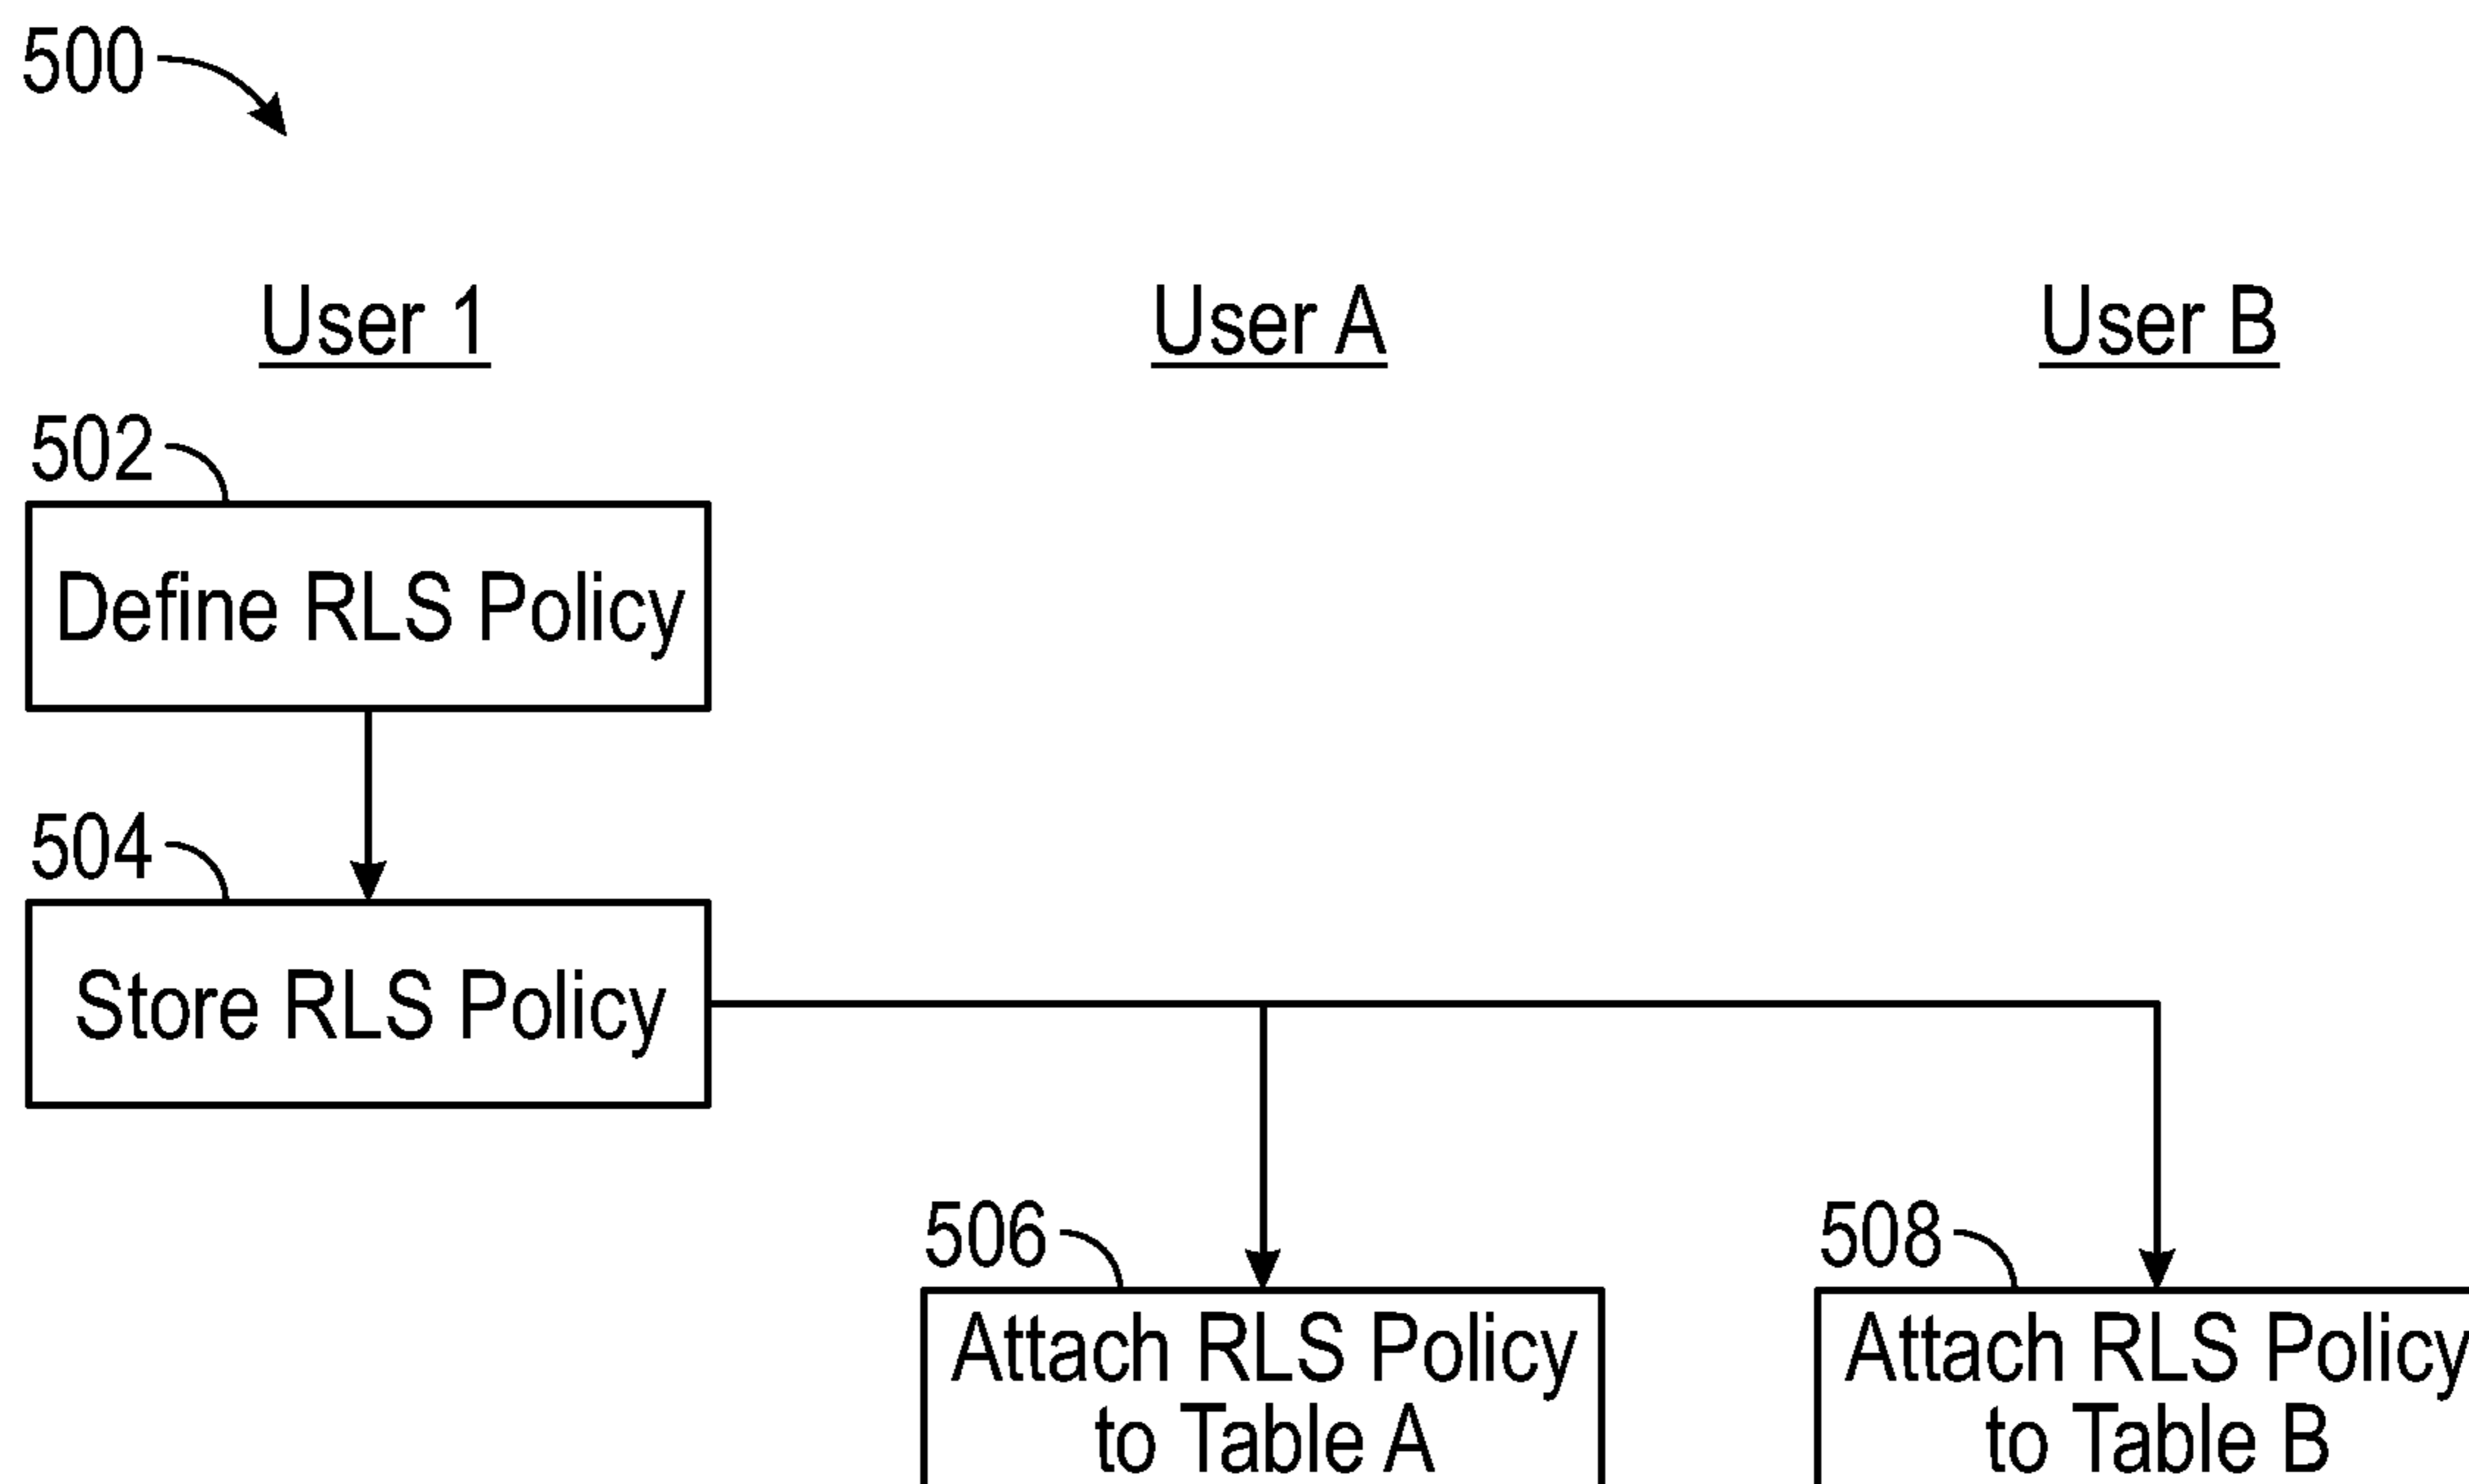 500
User 1
User A
User B
502
Define RLS Policy
504
Store RLS Policy
506
Attach RLS Policy
to Table A
508
Attach RLS Policy
to Table B